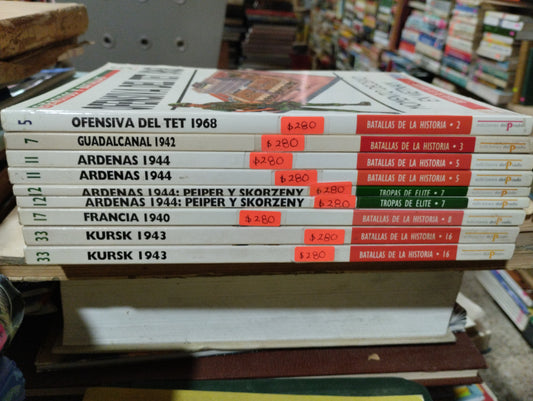 5 OFENSIVA DEL TET 1968 $280 BATALLAS DE LA HISTORIA • 2
7 GUADALCANAL 1942 $280 BATALLAS DE LA HISTORIA • 3
11 ARDENAS 1944 $280 BATALLAS DE LA HISTORIA • 5
11 ARDENAS 1944 $280 BATALLAS DE LA HISTORIA • 5
12 ARDENAS 1944: PEIPER Y SKORZENY $280 TROPAS DE ELITE • 7
12 ARDENAS 1944: PEIPER Y SKORZENY $280 TROPAS DE ELITE • 7
17 FRANCIA 1940 $280 BATALLAS DE LA HISTORIA • 8
33 KURSK 1943 $280 BATALLAS DE LA HISTORIA • 16
33 KURSK 1943 $280 BATALLAS DE LA HISTORIA • 16